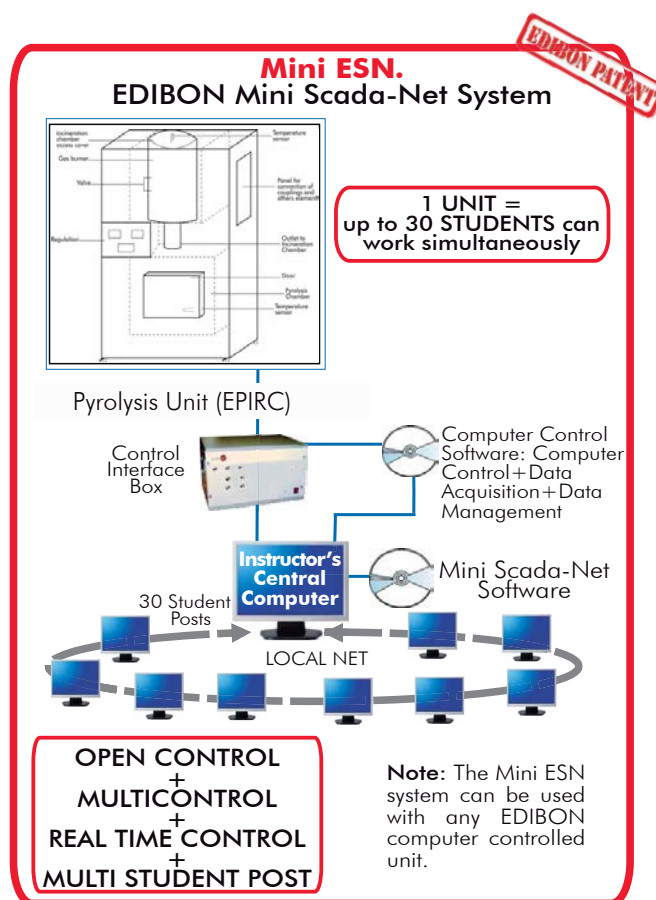 EDIBON PATENT
Mini ESN.
EDIBON Mini Scada-Net System
Incineration
chamber
access cover
Gas burner
Valve
Regulation
Temperature
sensor
Panel for
connection of
couplings and
others elements
Outlet to
Incineration
Chamber
Door
Pyrolysis
Chamber
Temperature
sensor
1 UNIT =
up to 30 STUDENTS can
work simultaneously
Pyrolysis Unit (EPIRC)
Control
Interface
Box
Computer Control
Software: Computer
Control+Data
Acquisition+Data
Management
Instructor's
Central
Computer
Mini Scada-Net
Software
30 Student
Posts
LOCAL NET
OPEN CONTROL
+
MULTICONTROL
+
REAL TIME CONTROL
+
MULTI STUDENT POST
Note: The Mini ESN
system can be used
with any EDIBON
computer controlled
unit.